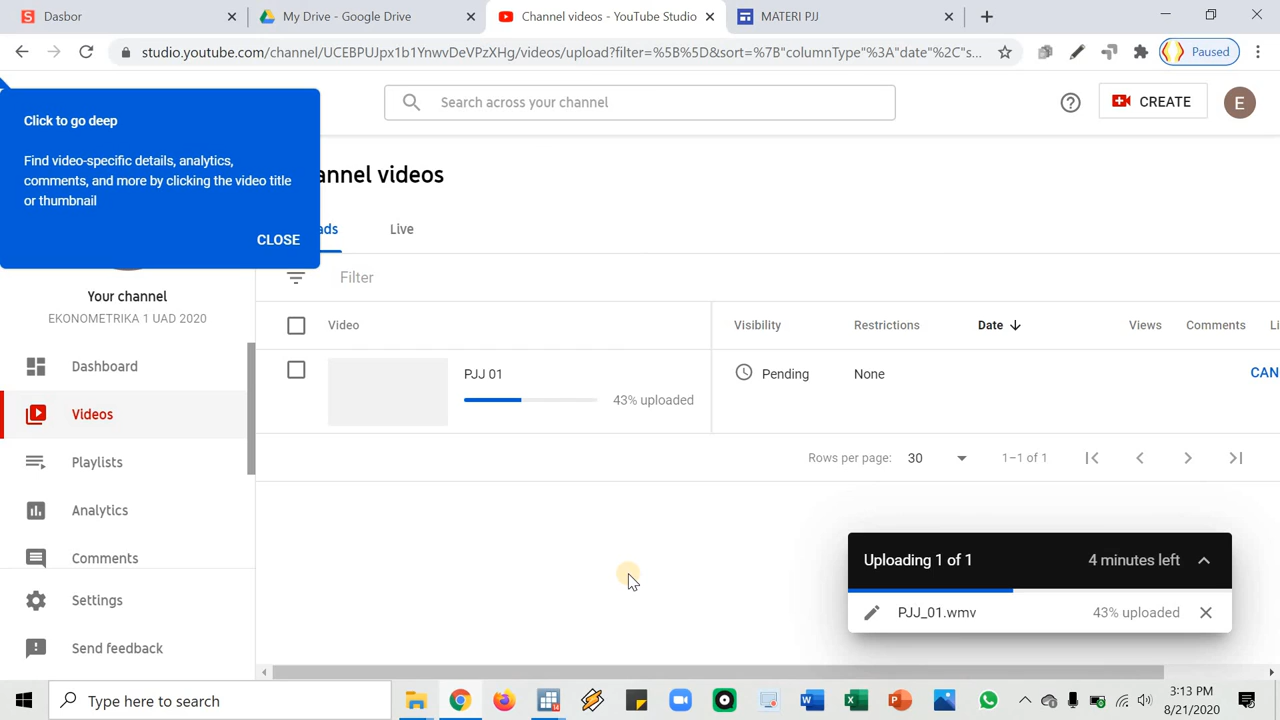 Dasbor
My Drive - Google Drive
Channel videos - YouTube Studio
MATERI PJJ
studio.youtube.com/channel/UCEBPUJpx1b1YnwvDeVPzXHg/videos/upload?filter=%5B%5D&sort=%7B"columnType"%3A"date"%2C"s...
Paused
Click to go deep
Find video-specific details, analytics,
comments, and more by clicking the video title
or thumbnail
CLOSE
Search across your channel
CREATE
E
annel videos
ads
Live
Filter
Your channel
EKONOMETRIKA 1 UAD 2020
Dashboard
Videos
Playlists
Analytics
Comments
Settings
Send feedback
Video
Visibility
Restrictions
Date
Views
Comments
Li
PJJ 01
43% uploaded
Pending
None
CAN
Rows per page:
30
1–1 of 1
Uploading 1 of 1
4 minutes left
PJJ_01.wmv
43% uploaded
Type here to search
3:13 PM
8/21/2020